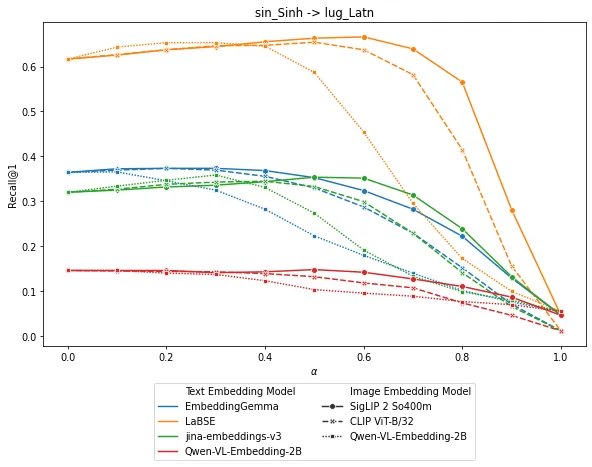 sin_Sinh -> lug_Latn
Recall@1
0.6
0.5
0.4
0.3
0.2
0.1
0.0
0.0 0.2 0.4 0.6 0.8 1.0
α
Text Embedding Model Image Embedding Model
EmbeddingGemma SigLIP 2 So400m
LaBSE CLIP ViT-B/32
jina-embeddings-v3 Qwen-VL-Embedding-2B
Qwen-VL-Embedding-2B